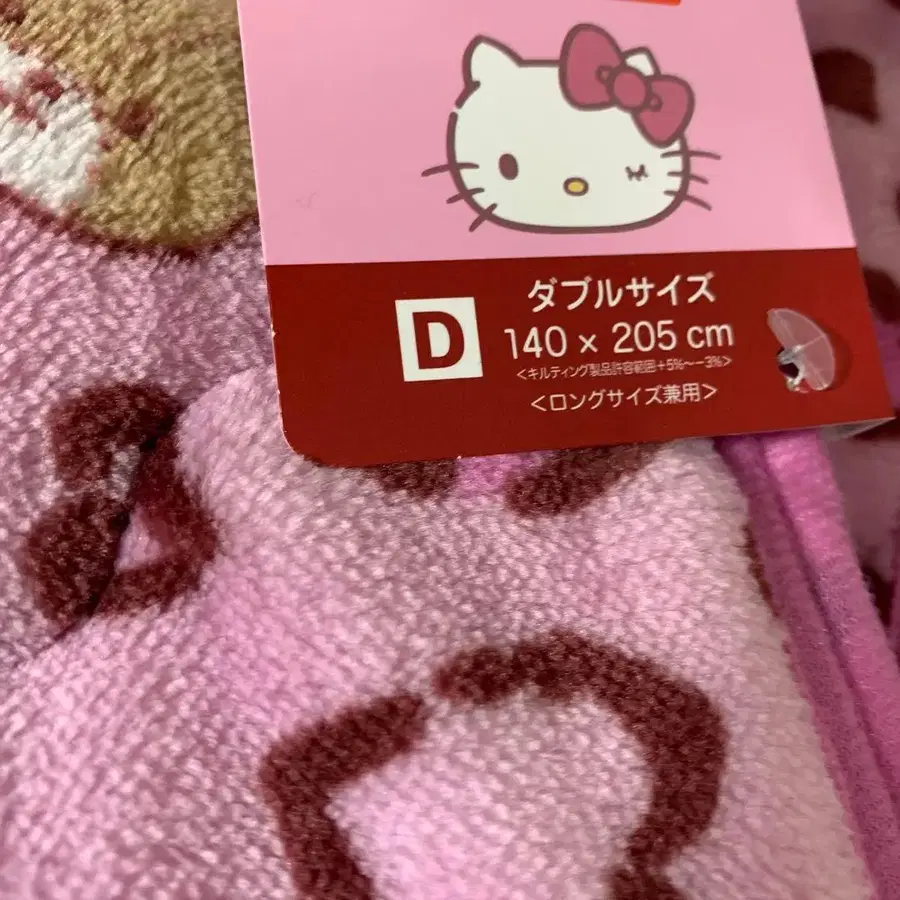 D
ダブルサイズ
140 × 205 cm
<キルティング製品許容範囲+5%～−3%>
<ロングサイズ兼用>